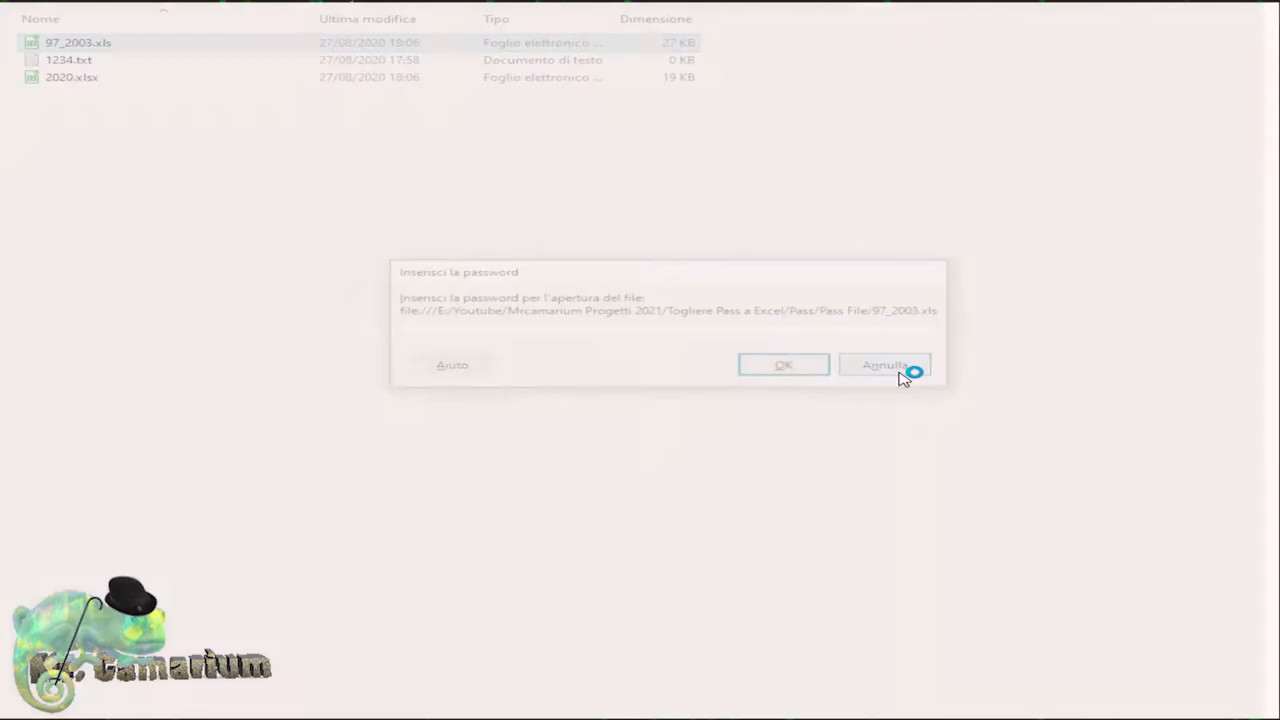 Nome Ultima modifica Tipo Dimensione
97_2003.xls 27/08/2020 18:06 Foglio elettronico ... 27 KB
1234.txt 27/08/2020 17:58 Documento di testo 0 KB
2020.xlsx 27/08/2020 18:06 Foglio elettronico ... 19 KB
Inserisci la password
Inserisci la password per l'apertura del file:
file:///E:/Youtube/Mrcamarium Progetti 2021/Togliere Pass a Excel/Pass/Pass File/97_2003.xls
Aiuto OK Annulla
Camarium